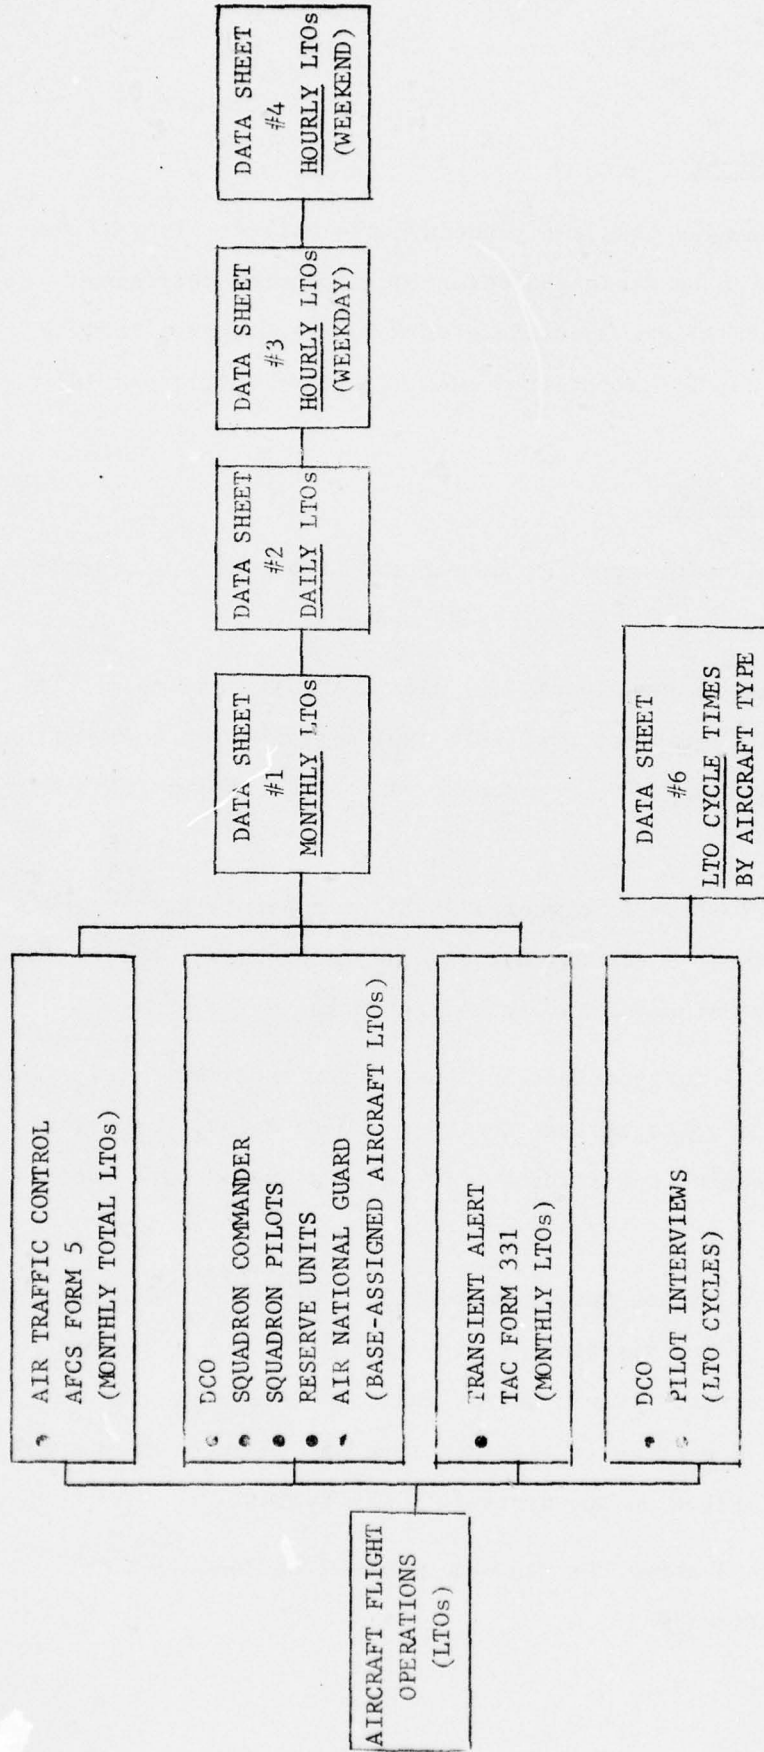 AIRCRAFT FLIGHT
OPERATIONS
(LTOs)
AIR TRAFFIC CONTROL
AFCS FORM 5
(MONTHLY TOTAL LTOs)
DCO
SQUADRON COMMANDER
SQUADRON PILOTS
RESERVE UNITS
AIR NATIONAL GUARD
(BASE-ASSIGNED AIRCRAFT LTOs)
TRANSIENT ALERT
TAC FORM 331
(MONTHLY LTOs)
DCO
PILOT INTERVIEWS
(LTO CYCLES)
DATA SHEET
#1
MONTHLY LTOs
DATA SHEET
#2
DAILY LTOs
DATA SHEET
#3
HOURLY LTOs
(WEEKDAY)
DATA SHEET
#4
HOURLY LTOs
(WEEKEND)
DATA SHEET
#6
LTO CYCLE TIMES
BY AIRCRAFT TYPE